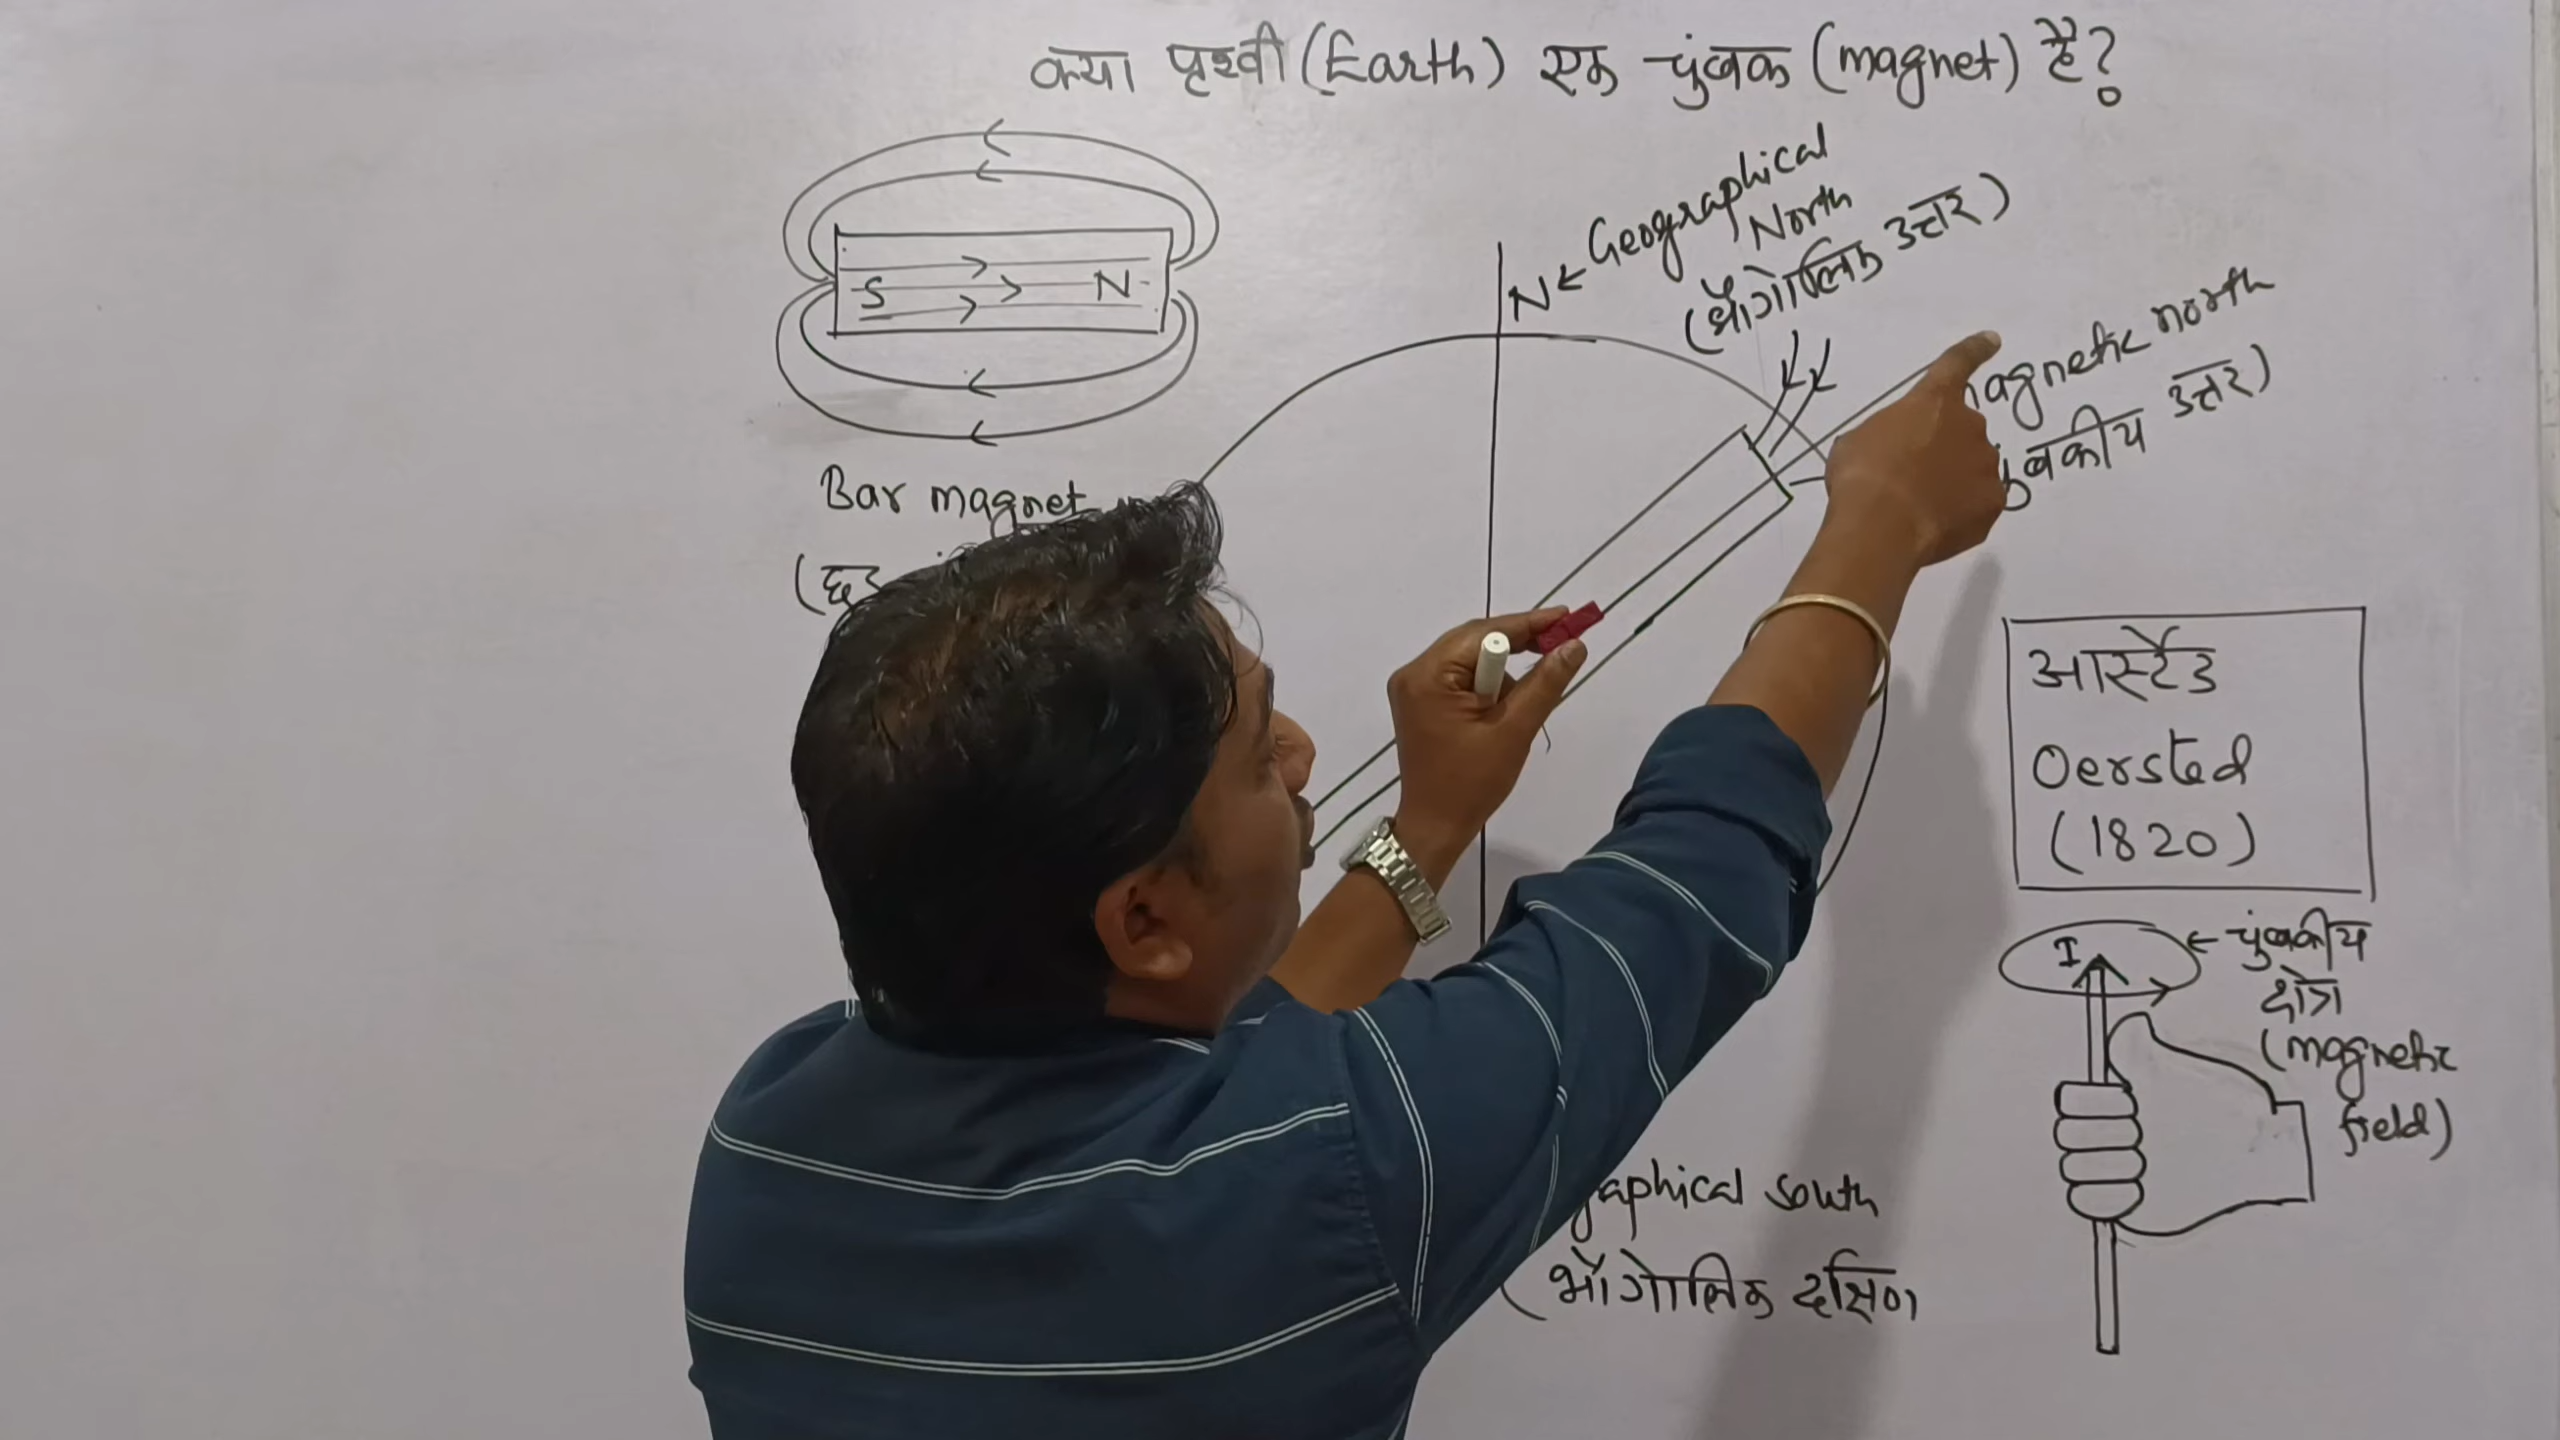 क्या पृथ्वी (Earth) एक चुंबक (magnet) है?
S N
Bar magnet
N ← Geographical
North
(भौगोलिक उत्तर)
magnetic north
चुंबकीय उत्तर)
आर्स्टेड
Oersted
(1820)
I
← चुंबकीय
क्षेत्र
(magnetic
field)
graphical south
(भौगोलिक दक्षिण